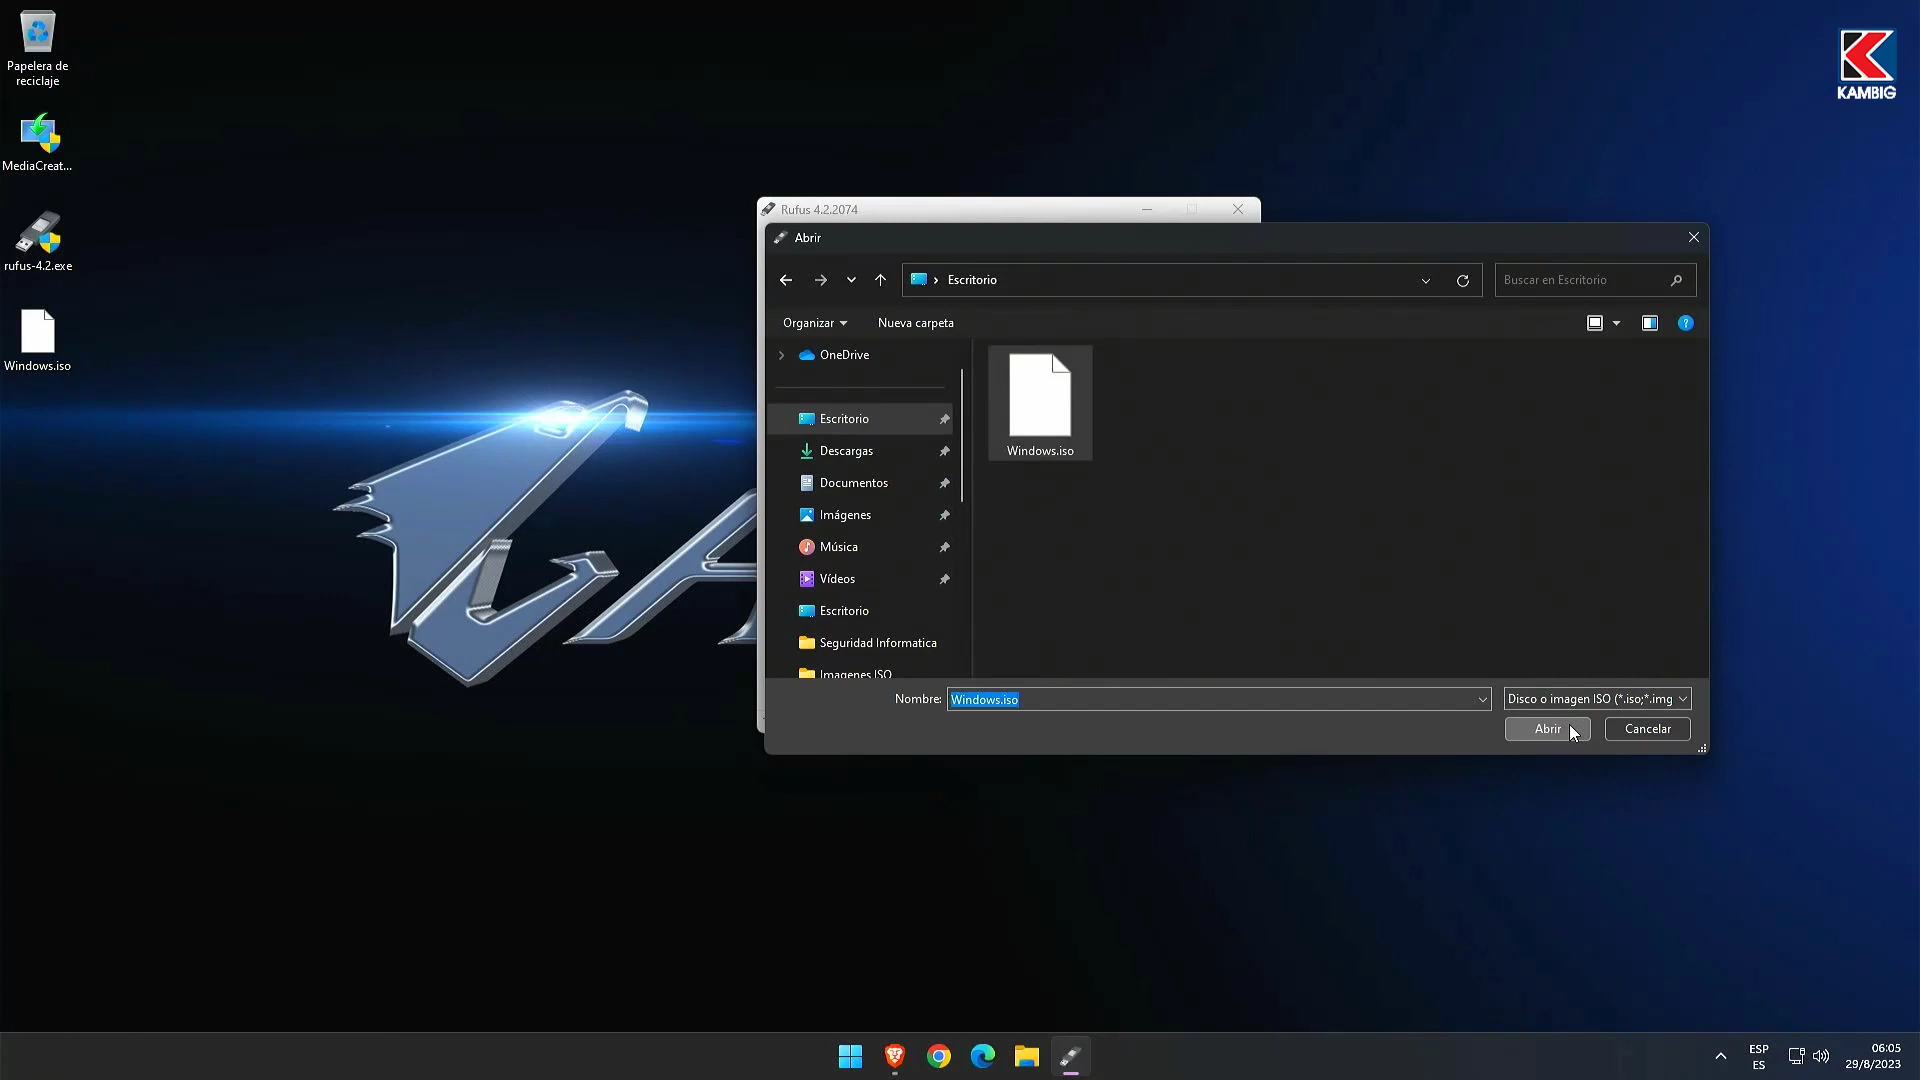 Papelera de
reciclaje
MediaCreat...
rufus-4.2.exe
Windows.iso
KAMBIG
Rufus 4.2.2074
Abrir
Escritorio
Buscar en Escritorio
Organizar
Nueva carpeta
OneDrive
Escritorio
Descargas
Documentos
Imágenes
Música
Vídeos
Escritorio
Seguridad Informatica
Imagenes ISO
Windows.iso
Nombre: Windows.iso
Disco o imagen ISO (*.iso;*.img
Abrir
Cancelar
ESP
ES
06:05
29/8/2023